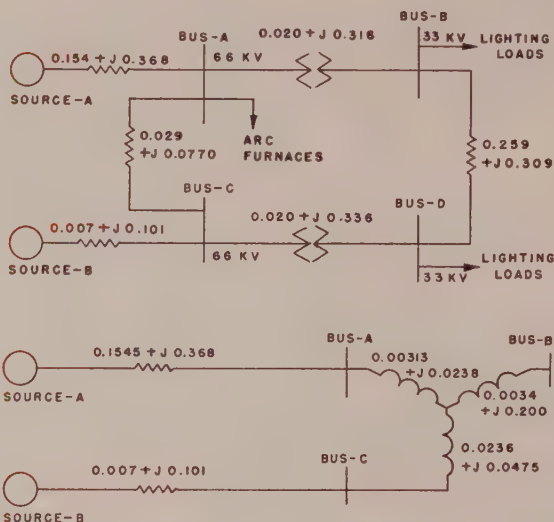 BUS-A
0.020+J 0.316
BUS-B
0.154+J 0.368
66 KV
33 KV
LIGHTING
LOADS
SOURCE-A
0.029
+J 0.0770
ARC
FURNACES
0.259
+J 0.309
BUS-C
0.020+J 0.336
BUS-D
0.007+J 0.101
66 KV
33 KV
LIGHTING
LOADS
SOURCE-B
BUS-A
BUS-B
0.1545+J 0.368
0.00313
+J 0.0238
0.0034
+J 0.200
SOURCE-A
0.0236
+J 0.0475
BUS-C
0.007+J 0.101
SOURCE-B